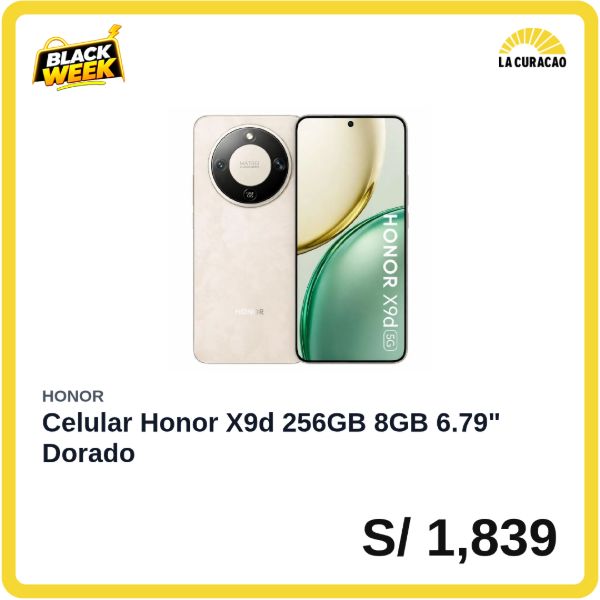 BLACK
WEEK
LA CURACAO
MATRIX
HONOR
HONOR X9d 5G
HONOR
Celular Honor X9d 256GB 8GB 6.79"
Dorado
S/ 1,839